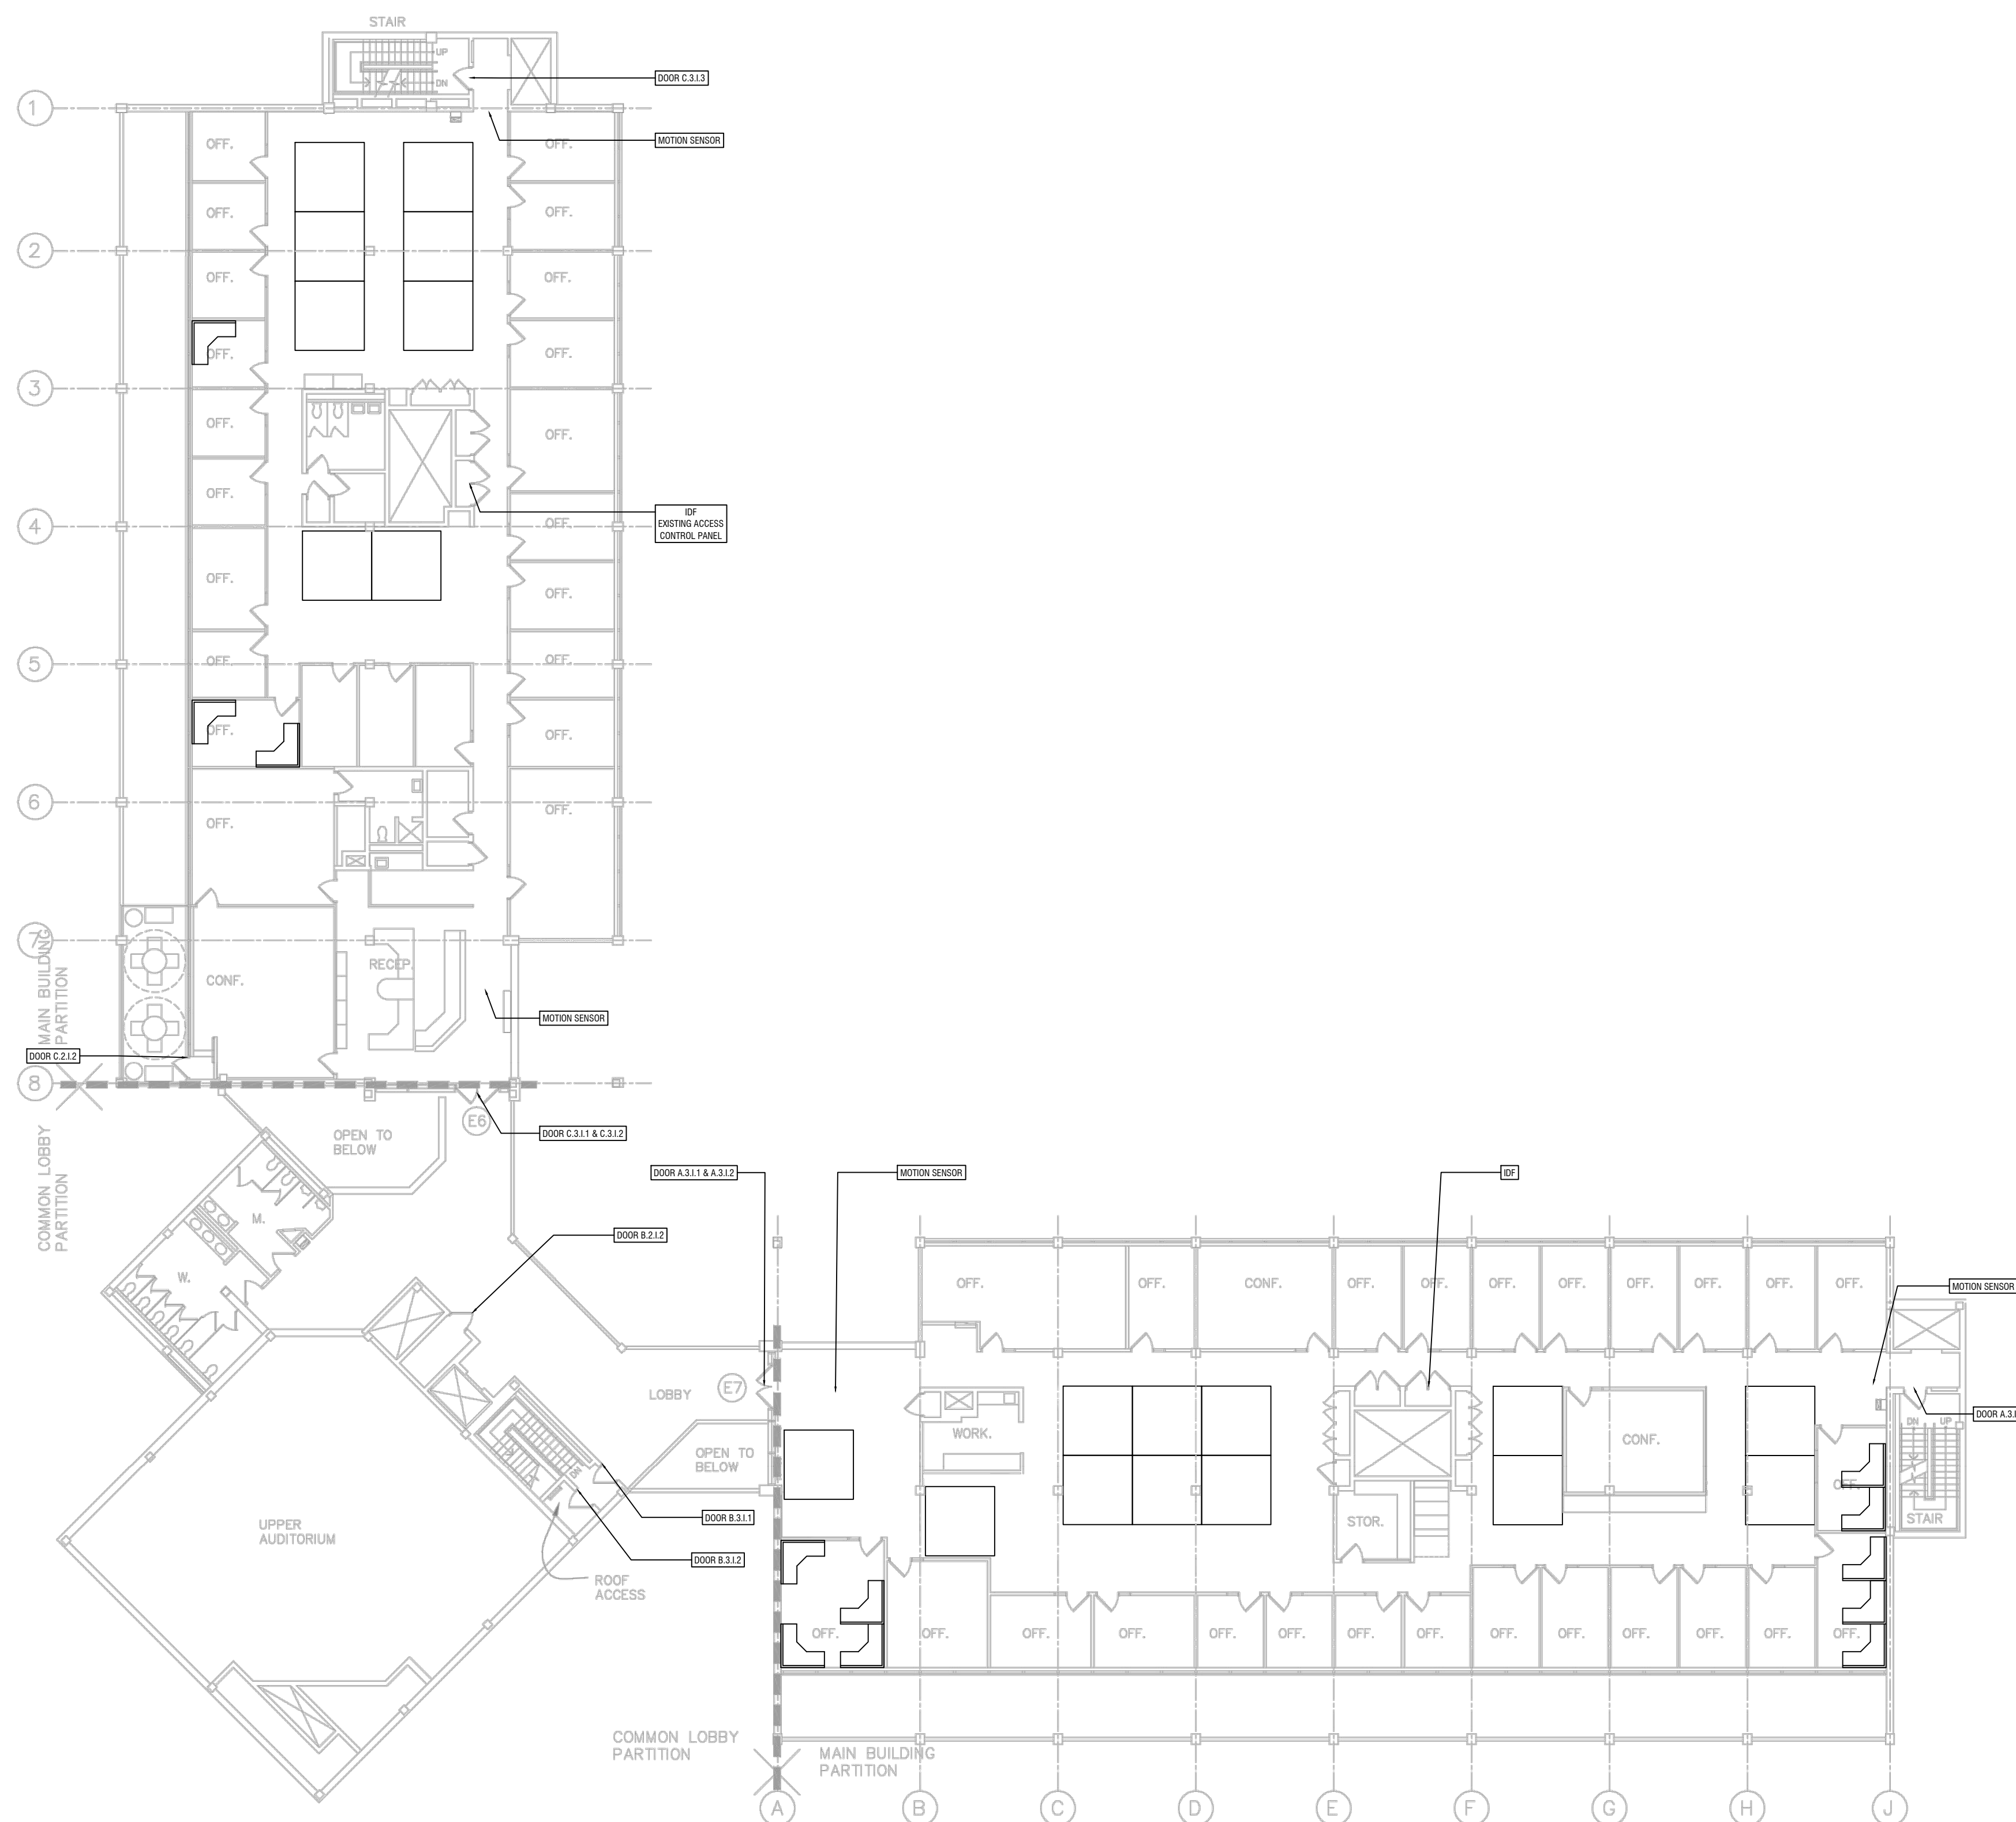 STAIR
UP
DN
DOOR C.3.I.3
1
MOTION SENSOR
OFF.
OFF.
OFF.
OFF.
2
OFF.
OFF.
OFF.
OFF.
3
OFF.
OFF.
OFF.
IDF
EXISTING ACCESS
CONTROL PANEL
4
OFF.
OFF.
OFF.
5
OFF.
OFF.
OFF.
OFF.
6
OFF.
OFF.
7
MAIN BUILDING
PARTITION
CONF.
RECEP.
MOTION SENSOR
DOOR C.2.I.2
8
E6
DOOR C.3.I.1 & C.3.I.2
COMMON LOBBY
PARTITION
OPEN TO
BELOW
M.
W.
DOOR A.3.I.1 & A.3.I.2
MOTION SENSOR
IDF
DOOR B.2.I.2
OFF.
OFF.
CONF.
OFF.
OFF.
OFF.
OFF.
OFF.
OFF.
OFF.
OFF.
MOTION SENSOR
E7
LOBBY
DOOR A.3.I
DN
UP
OPEN TO
BELOW
WORK.
CONF.
DN
OFF.
STAIR
DOOR B.3.I.1
STOR.
UPPER
AUDITORIUM
DOOR B.3.I.2
ROOF
ACCESS
OFF.
OFF.
OFF.
OFF.
OFF.
OFF.
OFF.
OFF.
OFF.
OFF.
OFF.
OFF.
OFF.
OFF.
COMMON LOBBY
PARTITION
MAIN BUILDING
PARTITION
A
B
C
D
E
F
G
H
J